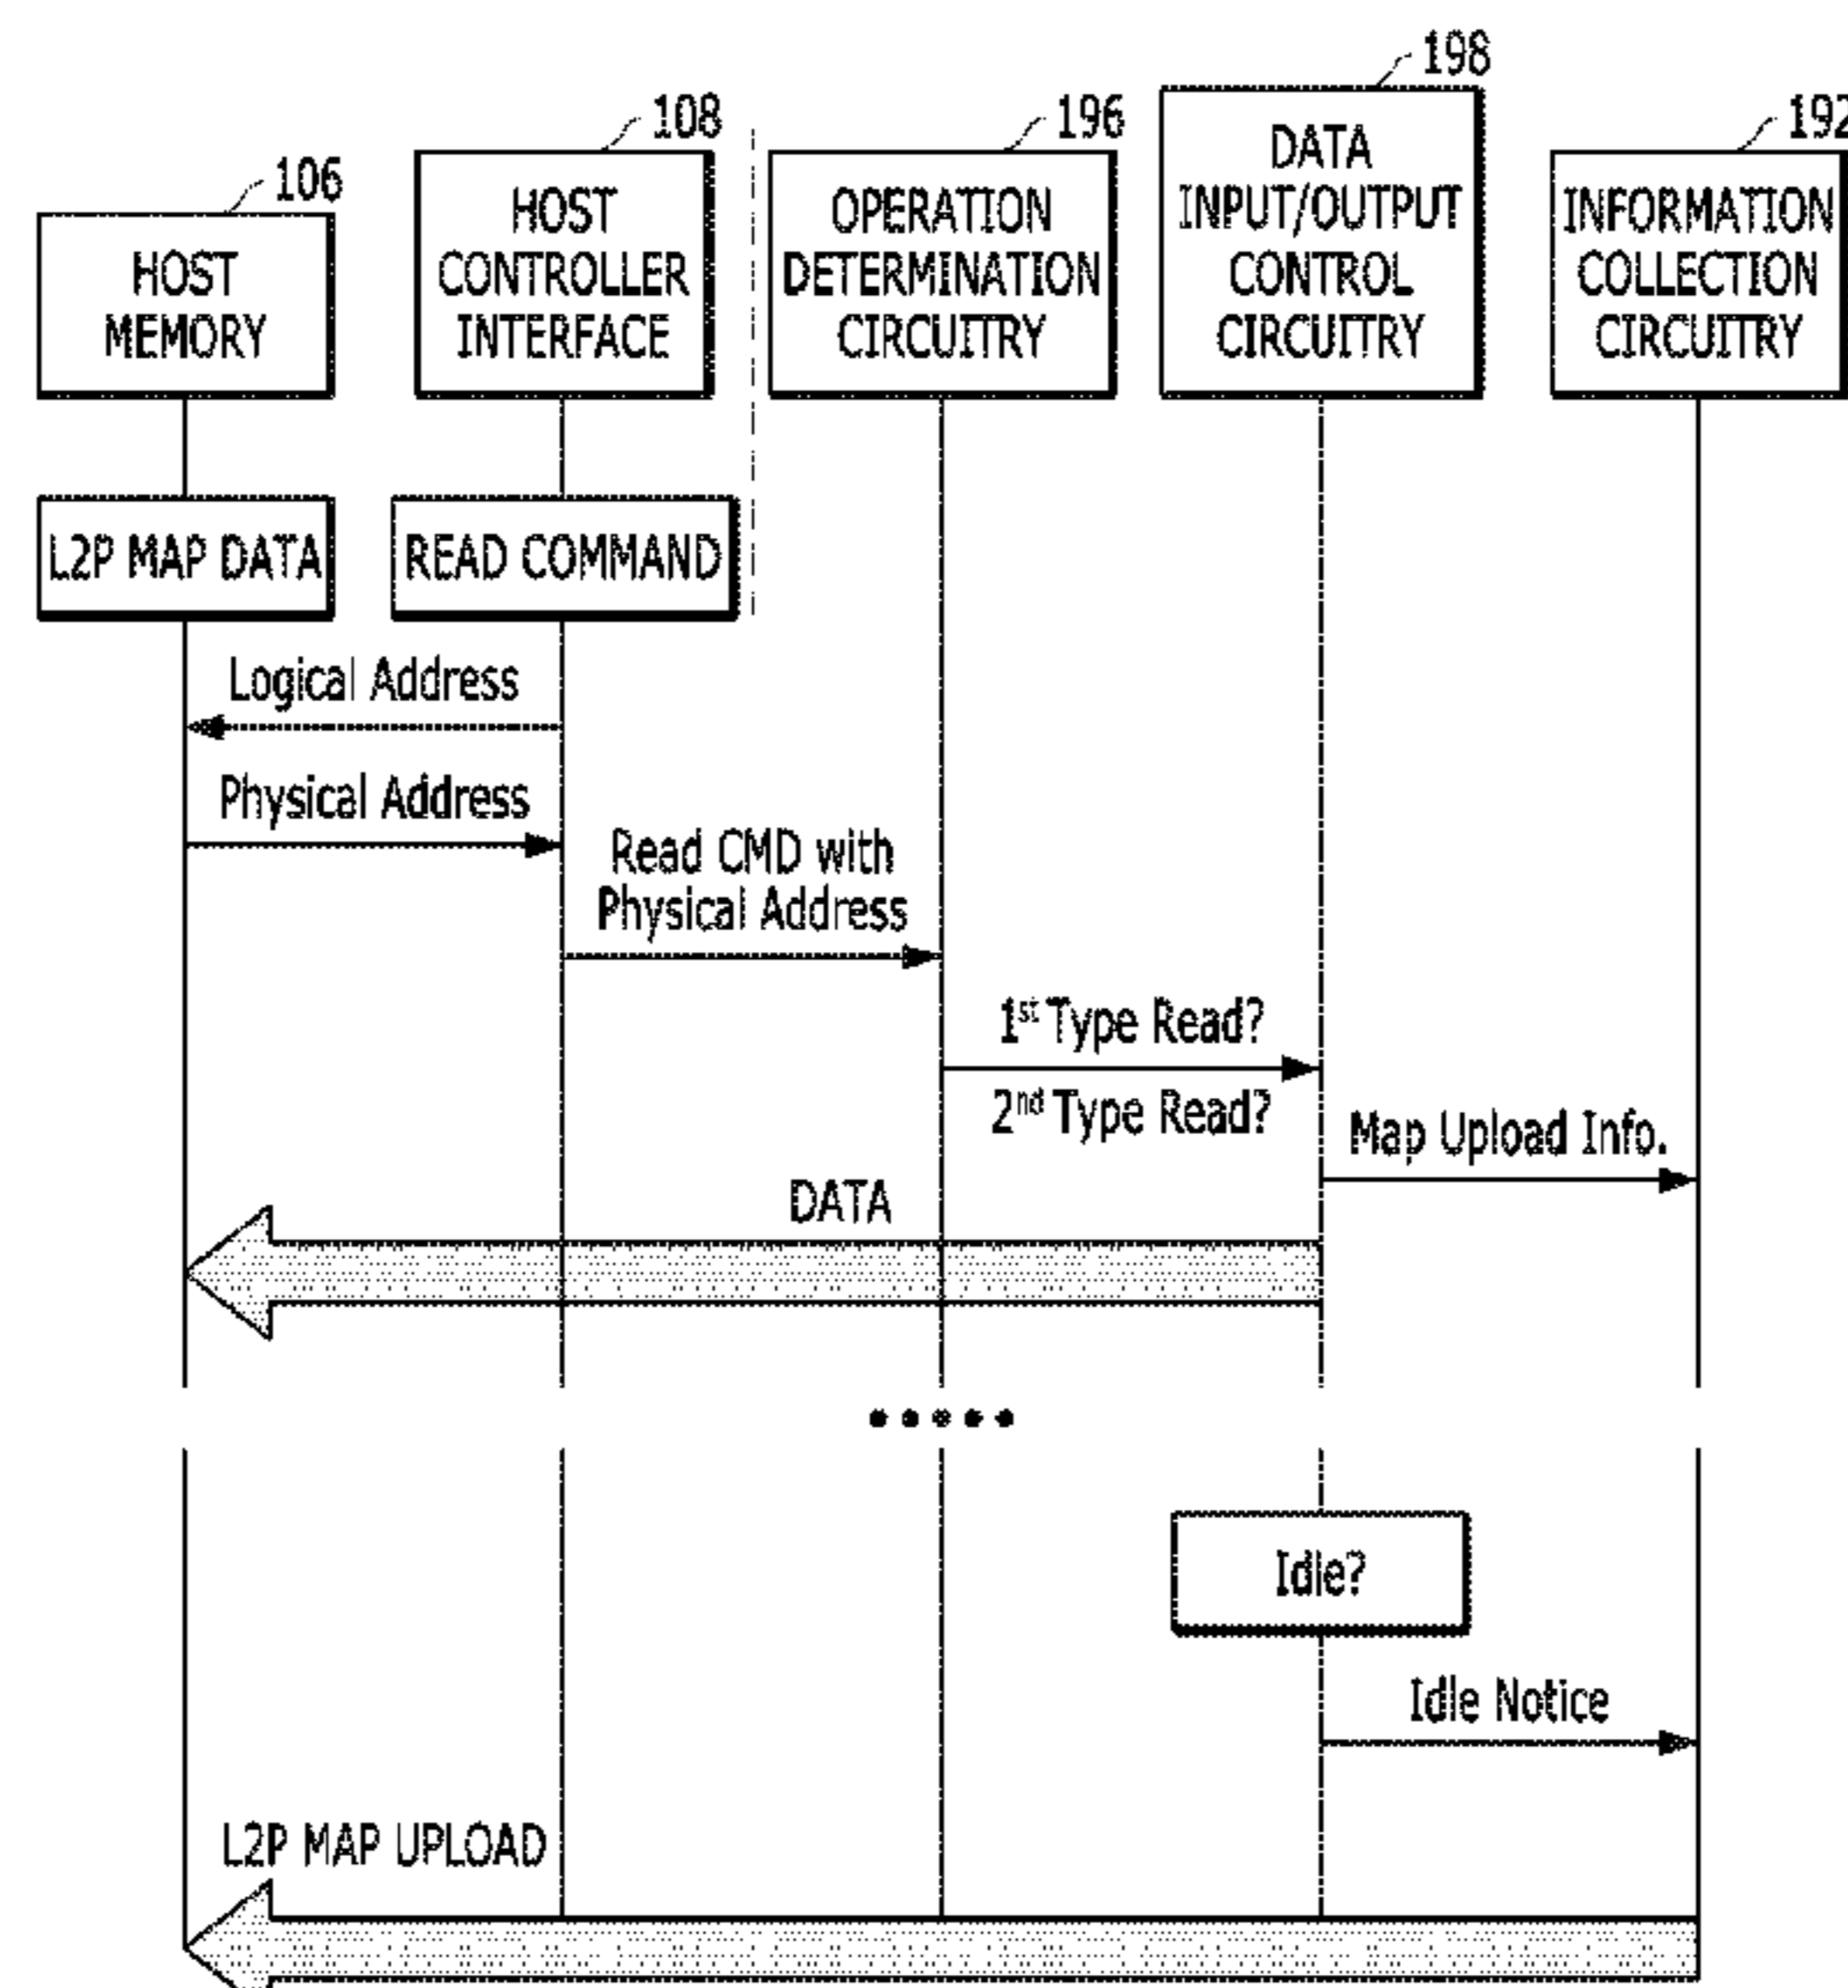 198
108
196
192
106
DATA
INPUT/OUTPUT
CONTROL
CIRCUITRY
HOST
CONTROLLER
INTERFACE
OPERATION
DETERMINATION
CIRCUITRY
INFORMATION
COLLECTION
CIRCUITRY
HOST
MEMORY
L2P MAP DATA
READ COMMAND
Logical Address
Physical Address
Read CMD with
Physical Address
1st Type Read?
2nd Type Read?
Map Upload Info.
DATA
Idle?
Idle Notice
L2P MAP UPLOAD